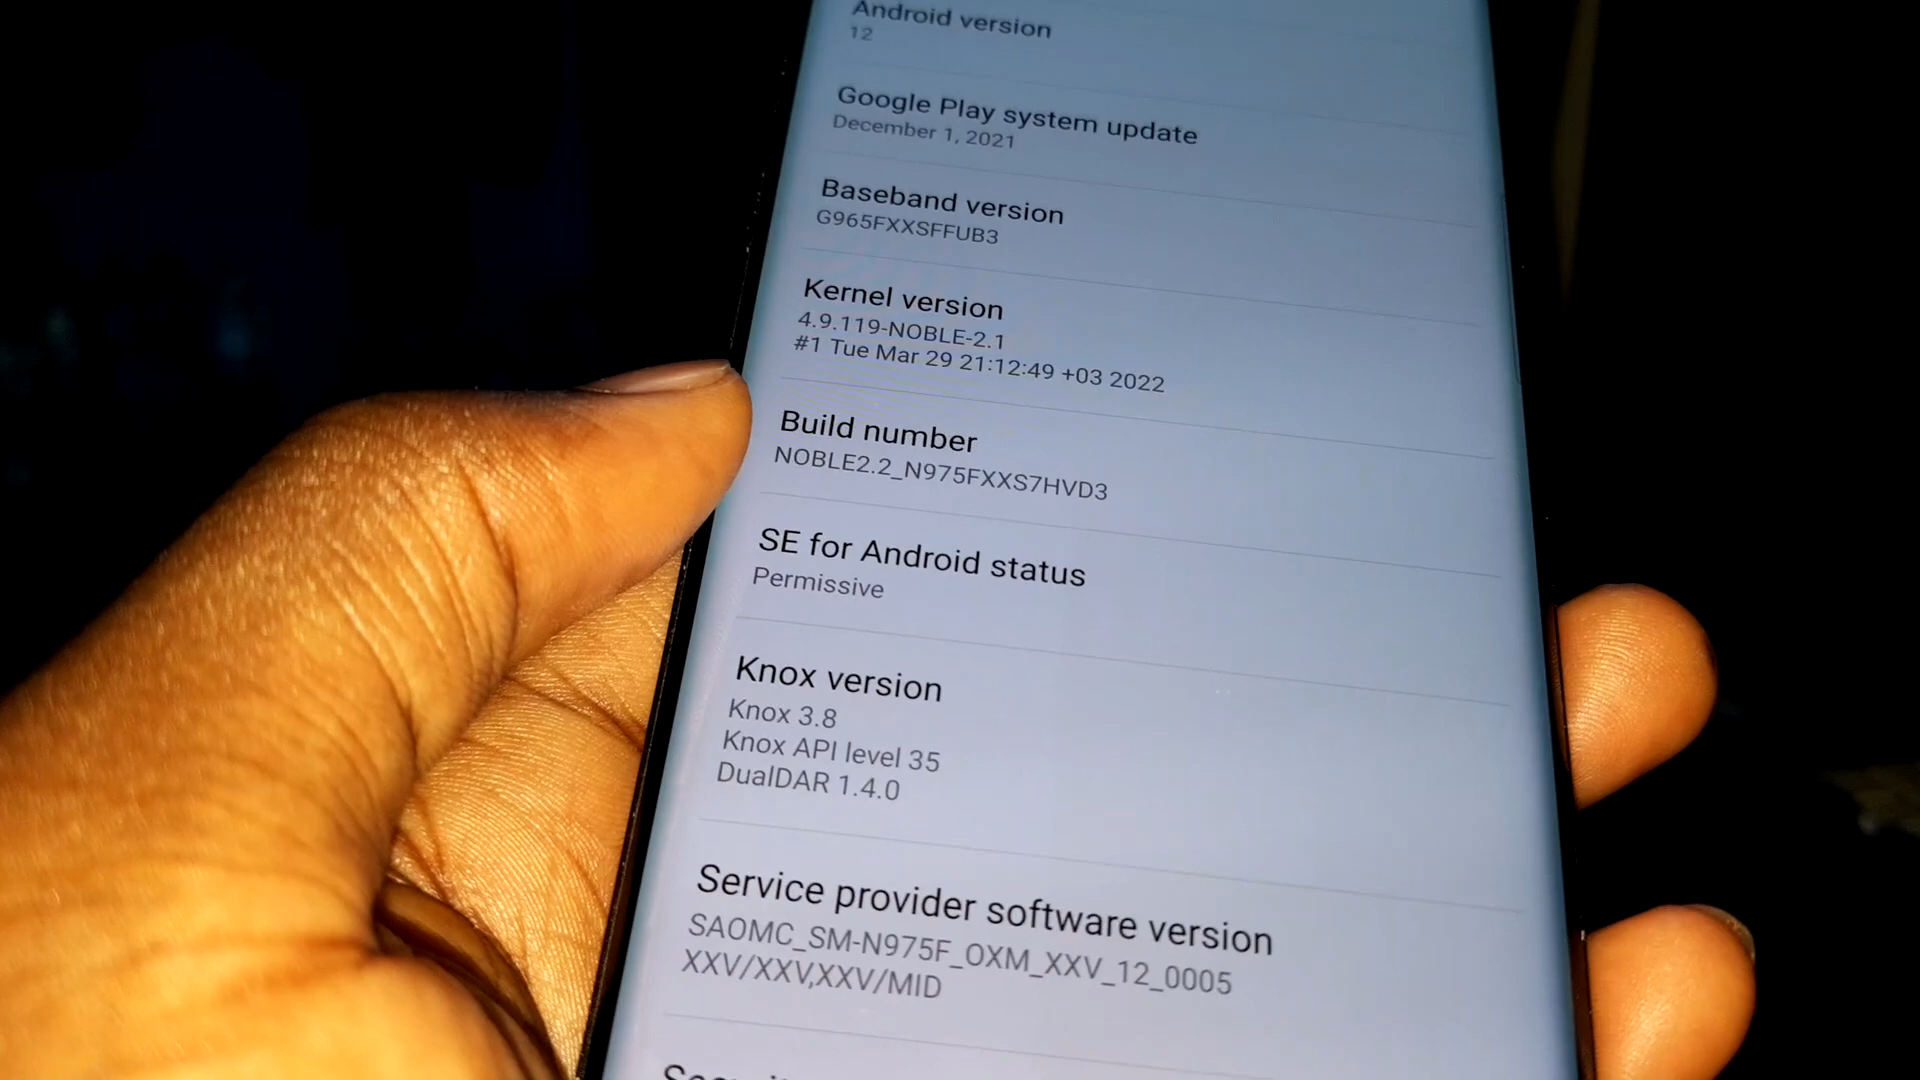 Android version
12
Google Play system update
December 1, 2021
Baseband version
G965FXXSFFUB3
Kernel version
4.9.119-NOBLE-2.1
#1 Tue Mar 29 21:12:49 +03 2022
Build number
NOBLE2.2_N975FXXS7HVD3
SE for Android status
Permissive
Knox version
Knox 3.8
Knox API level 35
DualDAR 1.4.0
Service provider software version
SAOMC_SM-N975F_OXM_XXV_12_0005
XXV/XXV,XXV/MID